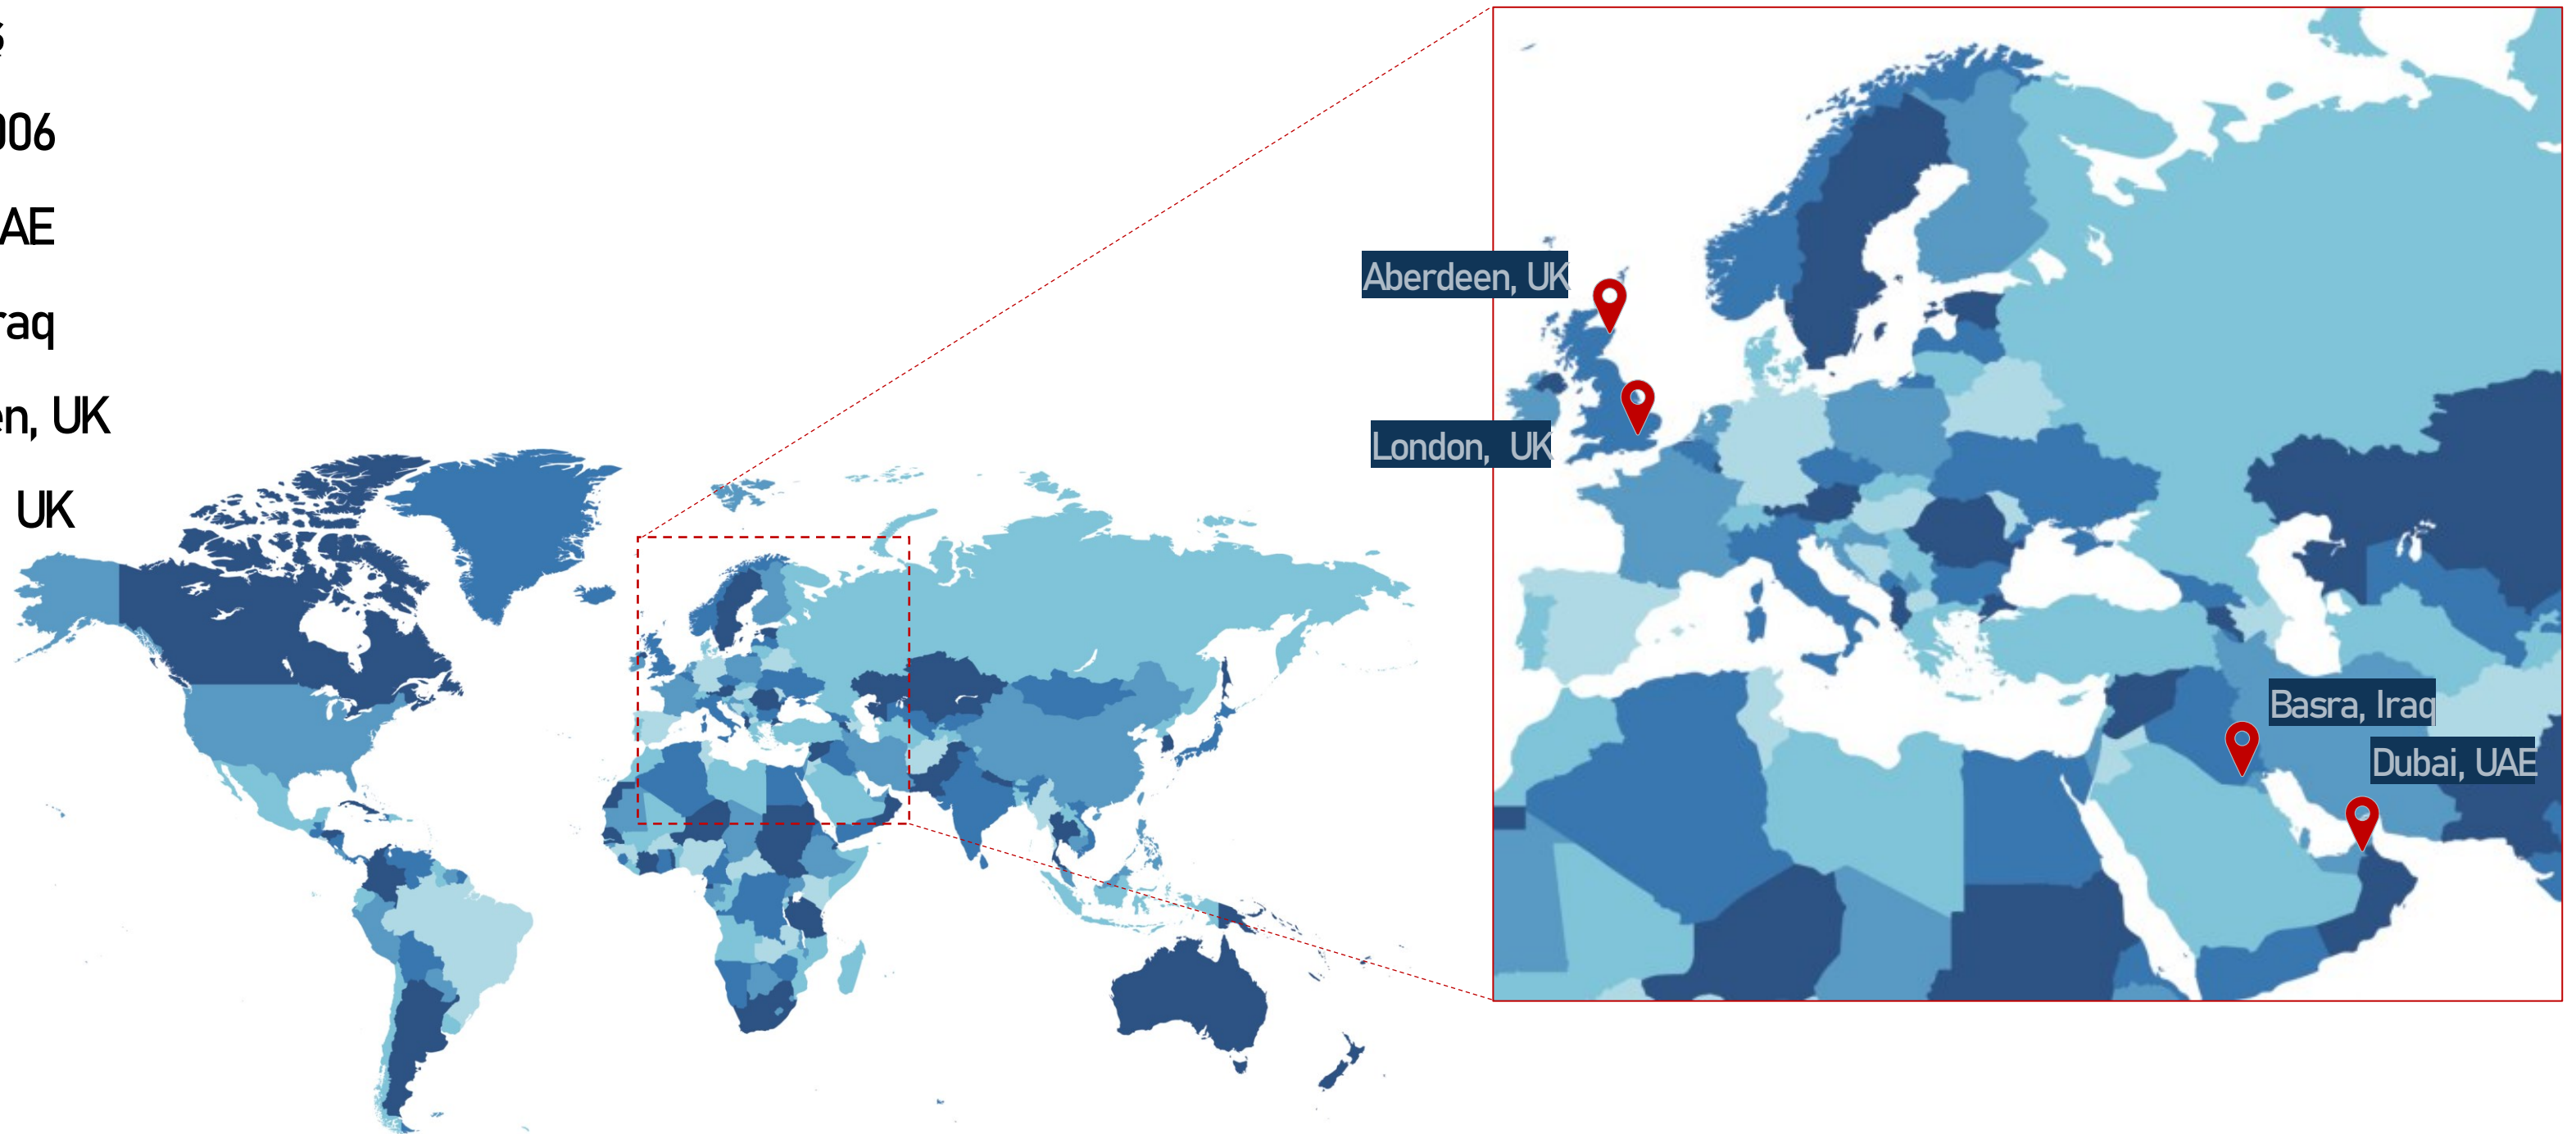 006
AE
raq
en, UK
UK
Aberdeen, UK
London, UK
Basra, Iraq
Dubai, UAE